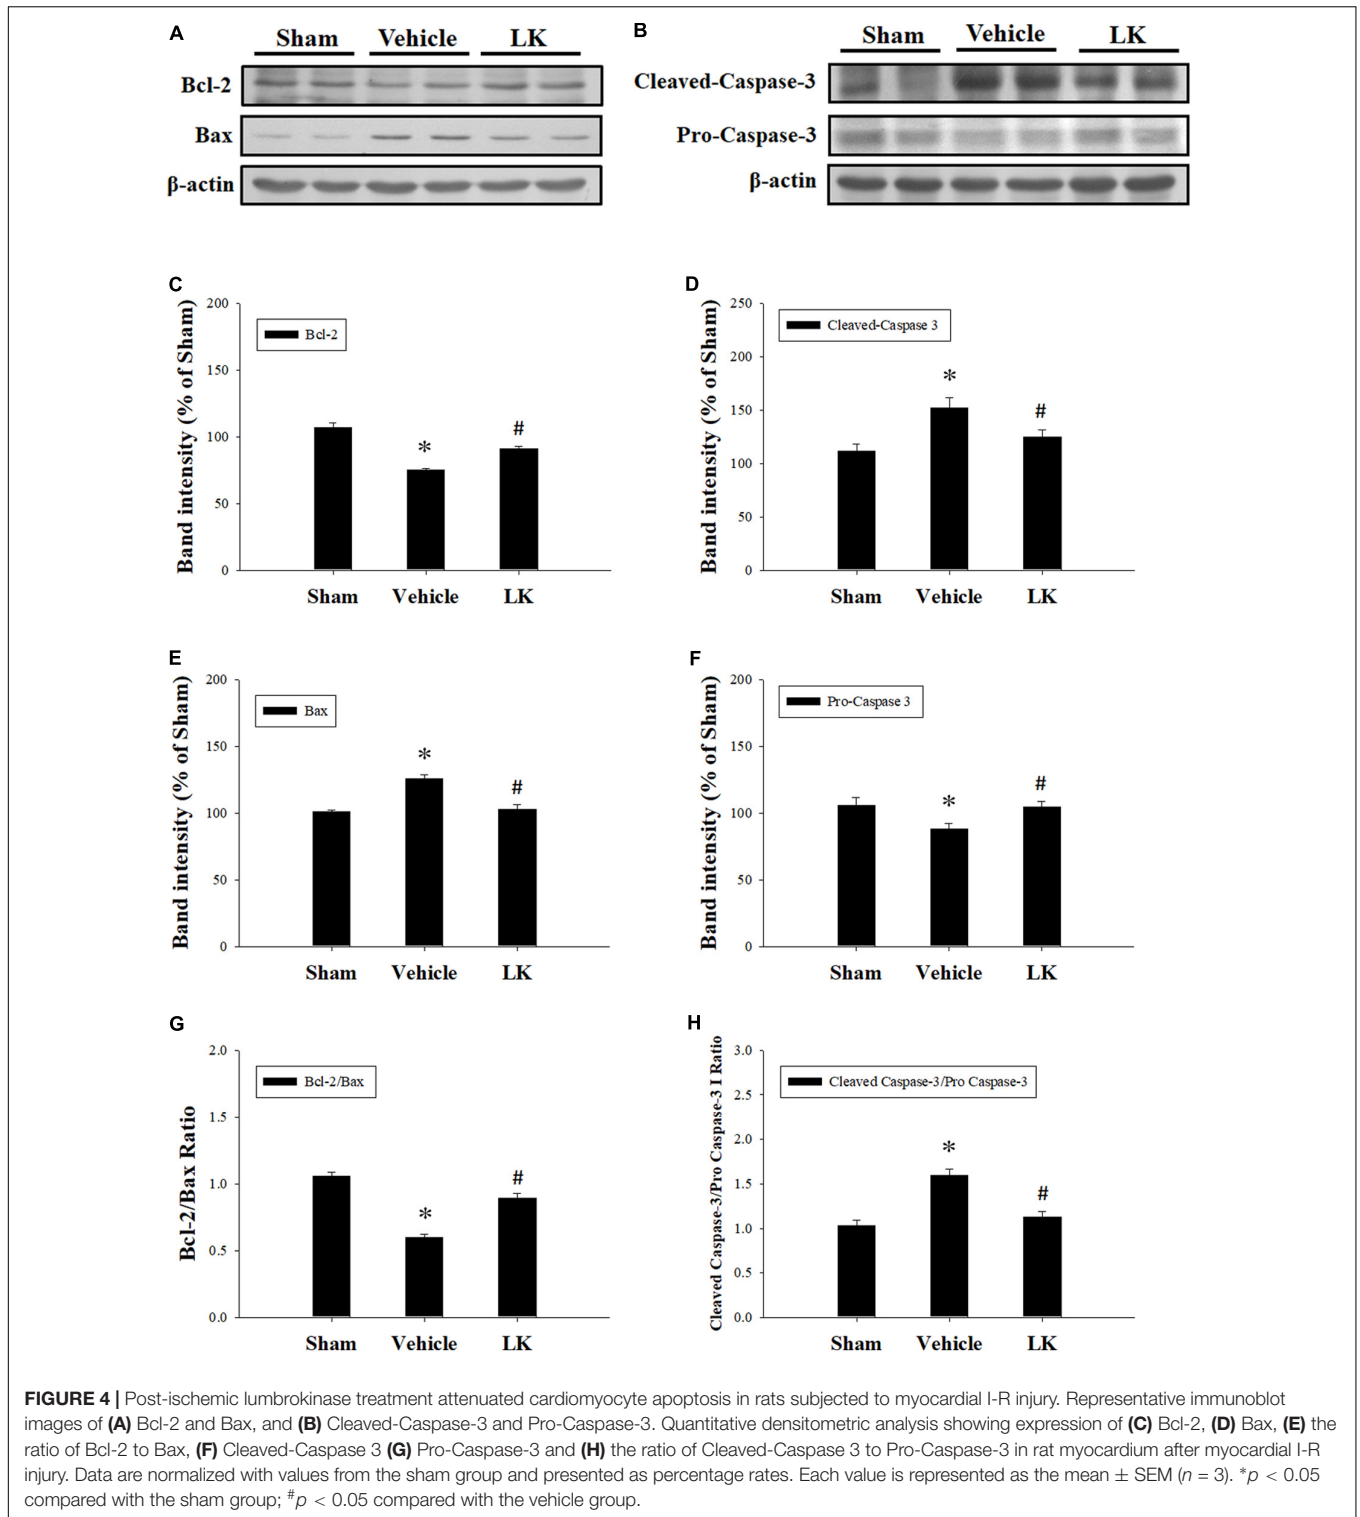 A
Sham Vehicle LK
Bcl-2
Bax
β-actin
B
Sham Vehicle LK
Cleaved-Caspase-3
Pro-Caspase-3
β-actin
C
Band intensity (% of Sham)
200
150
100
50
0
Bcl-2
*
#
Sham Vehicle LK
D
Band intensity (% of Sham)
250
200
150
100
50
0
Cleaved-Caspase 3
*
#
Sham Vehicle LK
E
Band intensity (% of Sham)
200
150
100
50
0
Bax
*
#
Sham Vehicle LK
F
Band intensity (% of Sham)
200
150
100
50
0
Pro-Caspase 3
*
#
Sham Vehicle LK
G
Bcl-2/Bax Ratio
2.0
1.5
1.0
0.5
0.0
Bcl-2/Bax
*
#
Sham Vehicle LK
H
Cleaved Caspase-3/Pro Caspase-3 I Ratio
3.0
2.5
2.0
1.5
1.0
0.5
0.0
Cleaved Caspase-3/Pro Caspase-3
*
#
Sham Vehicle LK
FIGURE 4 | Post-ischemic lumbrokinase treatment attenuated cardiomyocyte apoptosis in rats subjected to myocardial I-R injury. Representative immunoblot
images of (A) Bcl-2 and Bax, and (B) Cleaved-Caspase-3 and Pro-Caspase-3. Quantitative densitometric analysis showing expression of (C) Bcl-2, (D) Bax, (E) the
ratio of Bcl-2 to Bax, (F) Cleaved-Caspase 3 (G) Pro-Caspase-3 and (H) the ratio of Cleaved-Caspase 3 to Pro-Caspase-3 in rat myocardium after myocardial I-R
injury. Data are normalized with values from the sham group and presented as percentage rates. Each value is represented as the mean ± SEM (n = 3). *p < 0.05
compared with the sham group; #p < 0.05 compared with the vehicle group.